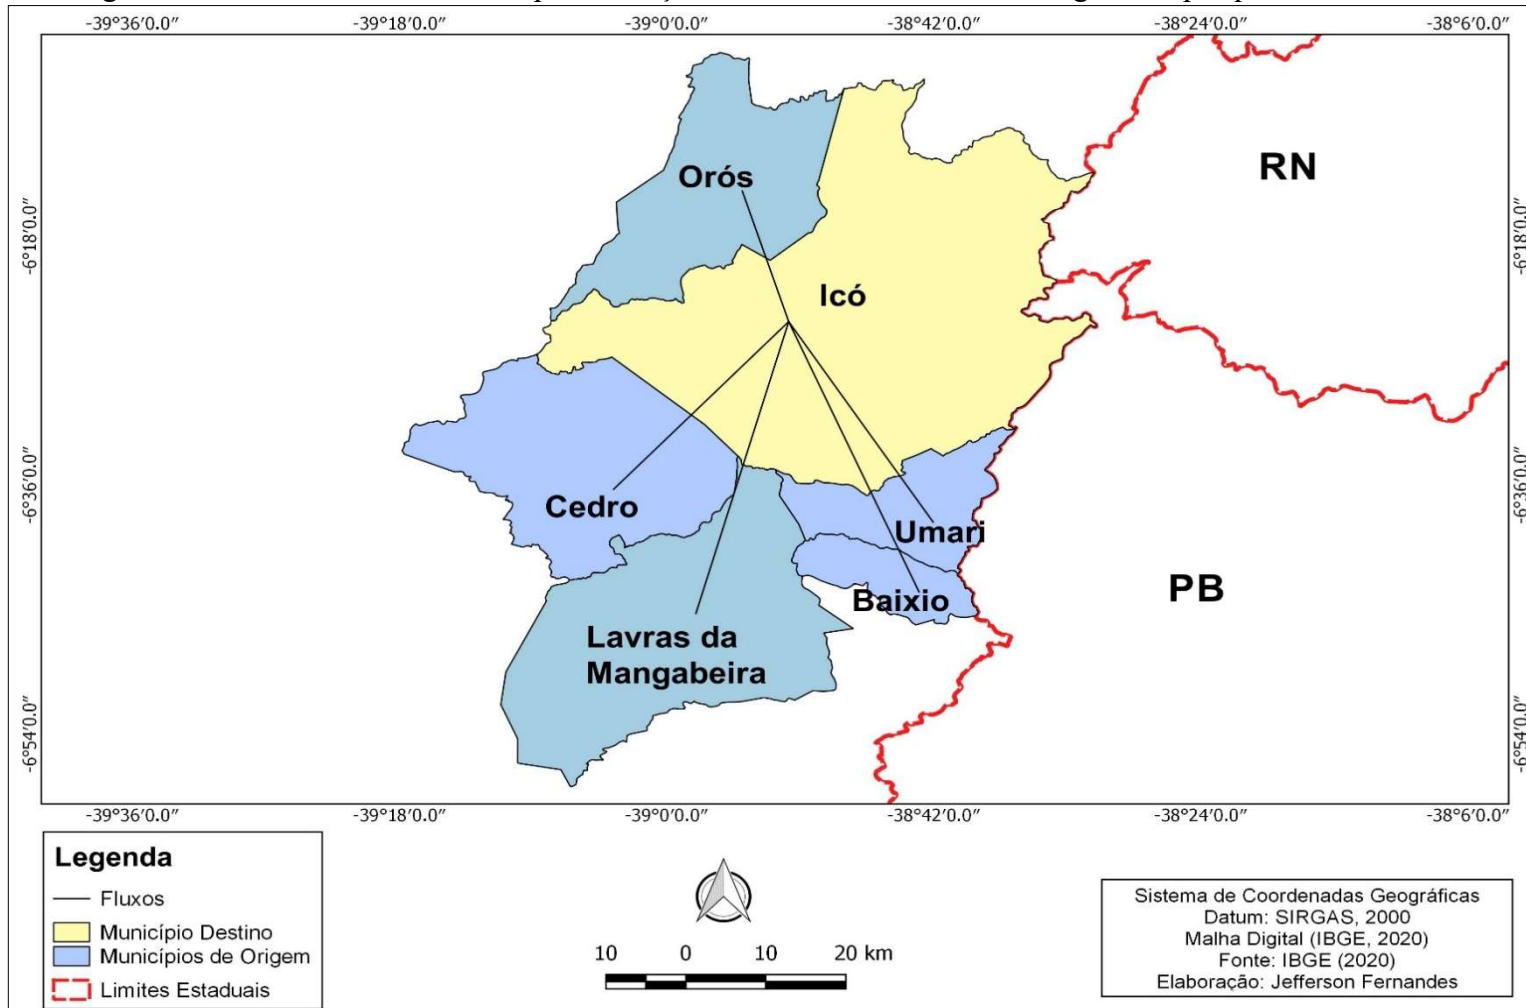 -39°36′0.0″ -39°18′0.0″ -39°0′0.0″ -38°42′0.0″ -38°24′0.0″ -38°6′0.0″
-6°18′0.0″ -6°18′0.0″
-6°36′0.0″ -6°36′0.0″
-6°54′0.0″ -6°54′0.0″
RN
Orós
Icó
Cedro
Umari
PB
Baixio
Lavras da
Mangabeira
-39°36′0.0″ -39°18′0.0″ -39°0′0.0″ -38°42′0.0″ -38°24′0.0″ -38°6′0.0″
Legenda
Fluxos
Município Destino
Municípios de Origem
Limites Estaduais
10 0 10 20 km
Sistema de Coordenadas Geográficas
Datum: SIRGAS, 2000
Malha Digital (IBGE, 2020)
Fonte: IBGE (2020)
Elaboração: Jefferson Fernandes